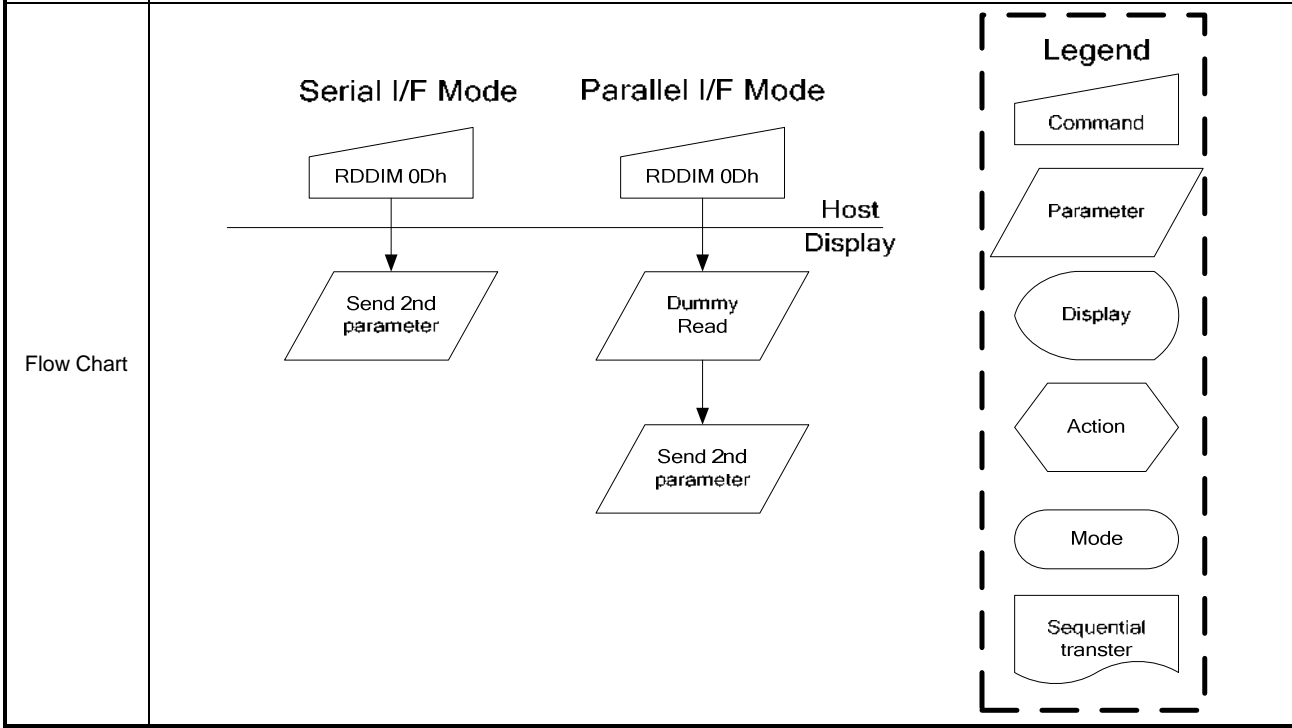 Flow Chart
Serial I/F Mode
Parallel I/F Mode
RDDIM 0Dh
RDDIM 0Dh
Host
Display
Send 2nd
parameter
Dummy
Read
Send 2nd
parameter
Legend
Command
Parameter
Display
Action
Mode
Sequential
transter